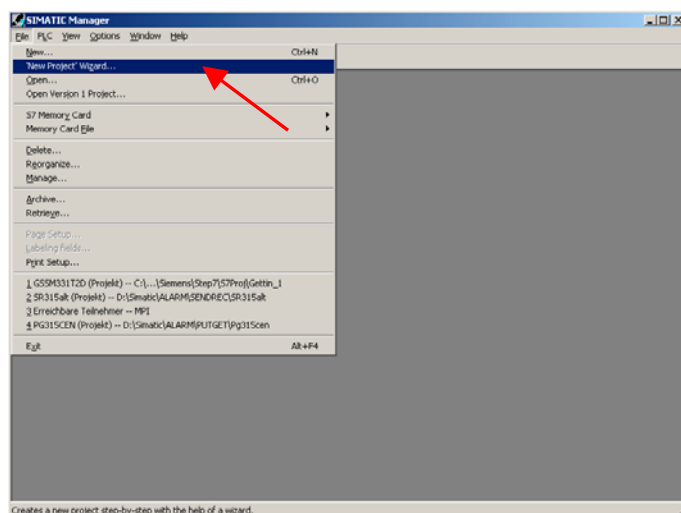 SIMATIC Manager
File PLC View Options Window Help
New... Ctrl+N
'New Project' Wizard...
Open... Ctrl+O
Open Version 1 Project...
S7 Memory Card
Memory Card File
Delete...
Reorganize...
Manage...
Archive...
Retrieve...
Page Setup...
Labeling fields...
Print Setup...
1 GSSM331T2D (Projekt) -- C:\...\Siemens\Step7\S7Proj\Gettin_1
2 SR315alt (Projekt) -- D:\Simatic\ALARM\SENDREC\SR315alt
3 Erreichbare Teilnehmer -- MPI
4 PG315CEN (Projekt) -- D:\Simatic\ALARM\PUTGET\Pg315cen
Exit Alt+F4
Creates a new project step-by-step with the help of a wizard.